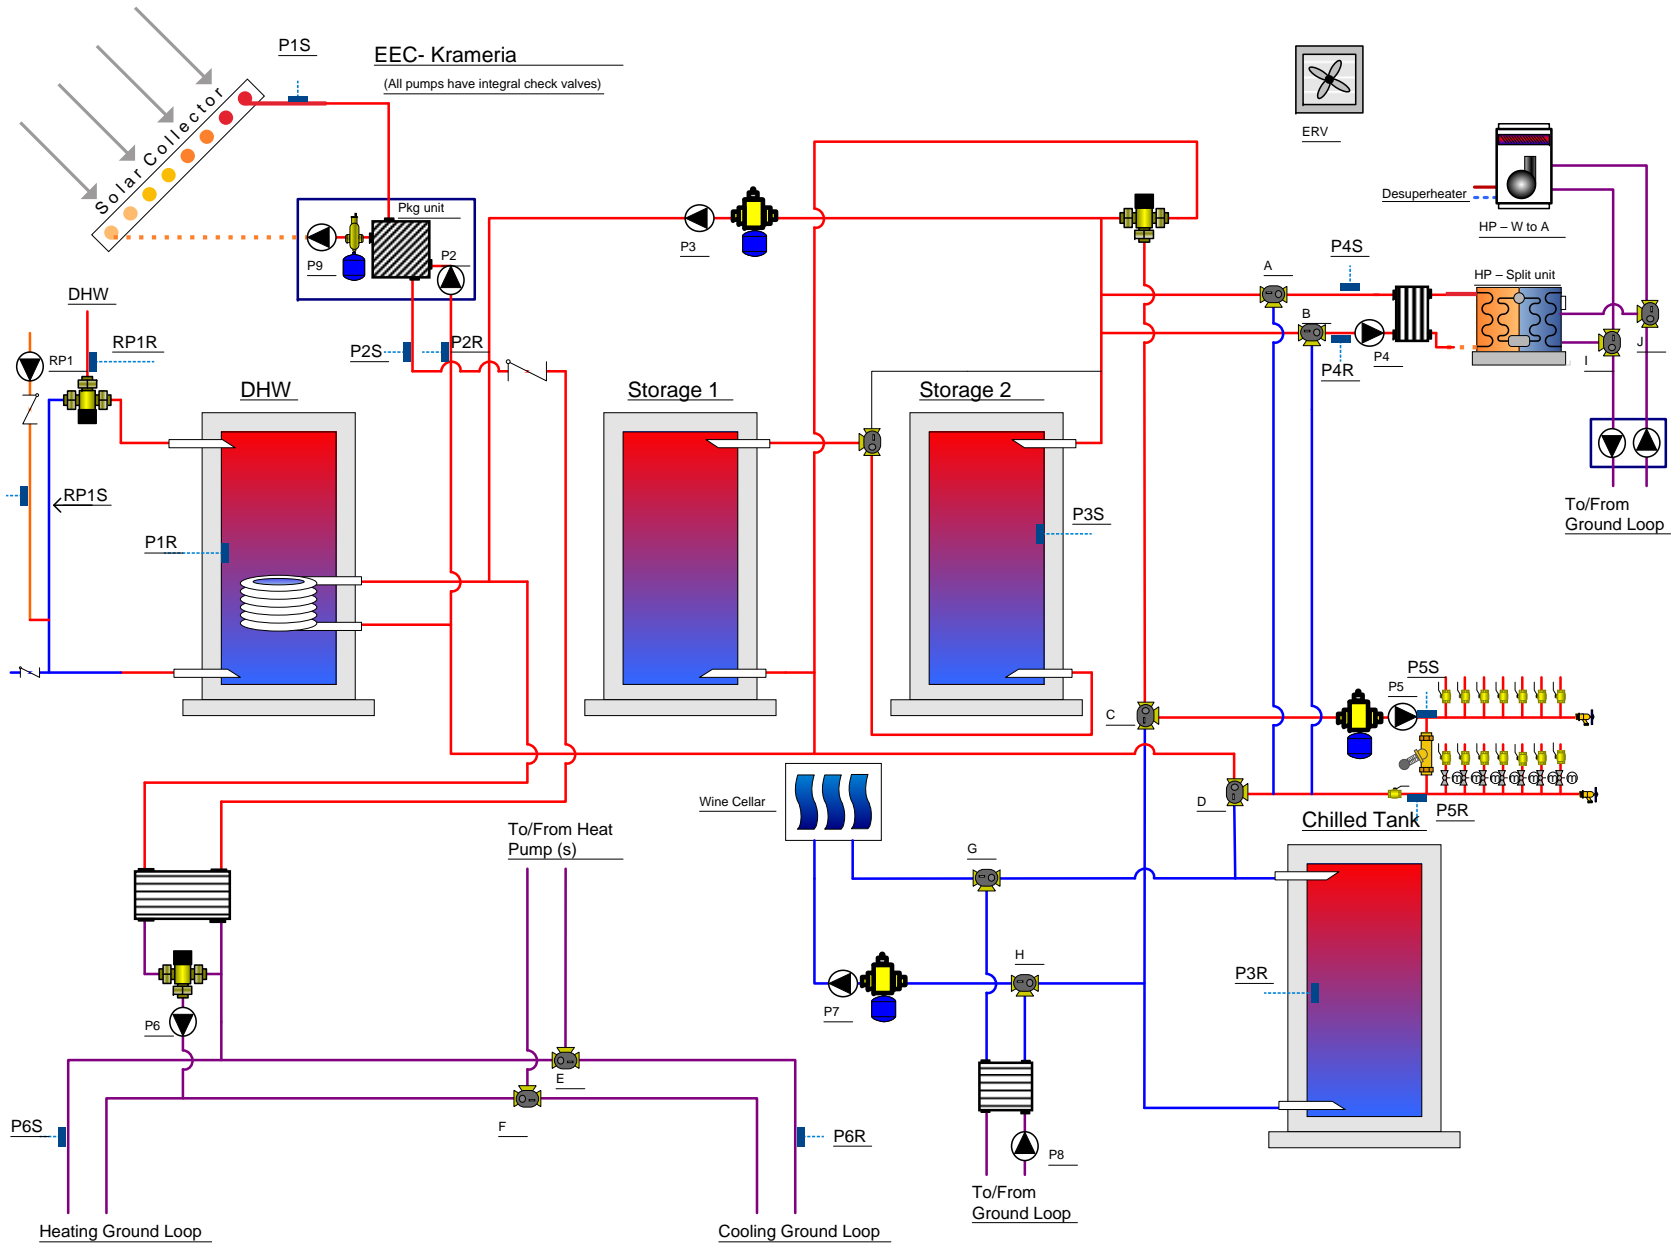 P1S
EEC- Krameria
(All pumps have integral check valves)
ERV
Solar Collector
Desuperheater
HP – W to A
Pkg unit
P9
P2
P3
A
P4S
HP – Split unit
B
P4
P4R
I
J
DHW
RP1
RP1R
P2S
P2R
DHW
Storage 1
Storage 2
RP1S
P1R
P3S
To/From
Ground Loop
P5S
P5
C
D
P5R
m m m m m m m
Wine Cellar
Chilled Tank
To/From Heat
Pump (s)
G
H
P3R
P7
P6
E
F
P6S
P6R
P8
To/From
Ground Loop
Heating Ground Loop
Cooling Ground Loop